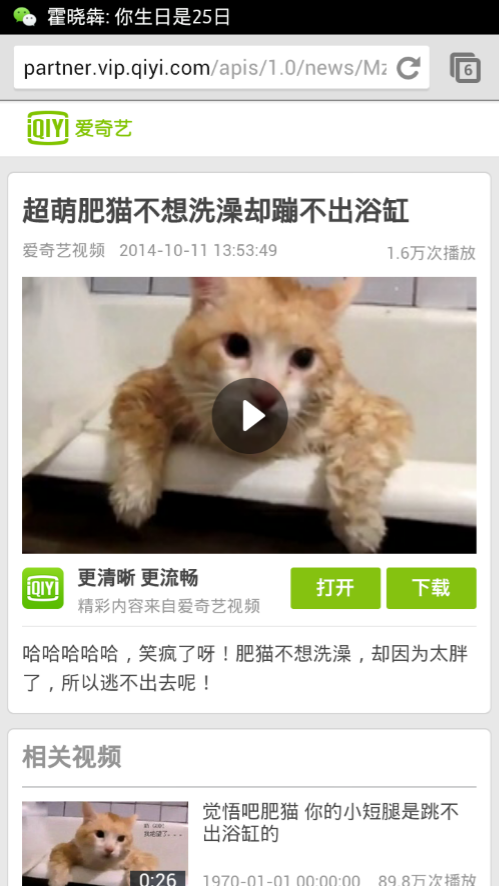 霍晓犇: 你生日是25日
partner.vip.qiyi.com/apis/1.0/news/Mz
6
iQIYI 爱奇艺
超萌肥猫不想洗澡却蹦不出浴缸
爱奇艺视频 2014-10-11 13:53:49 1.6万次播放
iQIYI
更清晰 更流畅
精彩内容来自爱奇艺视频
打开
下载
哈哈哈哈哈，笑疯了呀！肥猫不想洗澡，却因为太胖
了，所以逃不出去呢！
相关视频
觉悟吧肥猫 你的小短腿是跳不
出浴缸的
0:26
1970-01-01 00:00:00 89.8万次播放